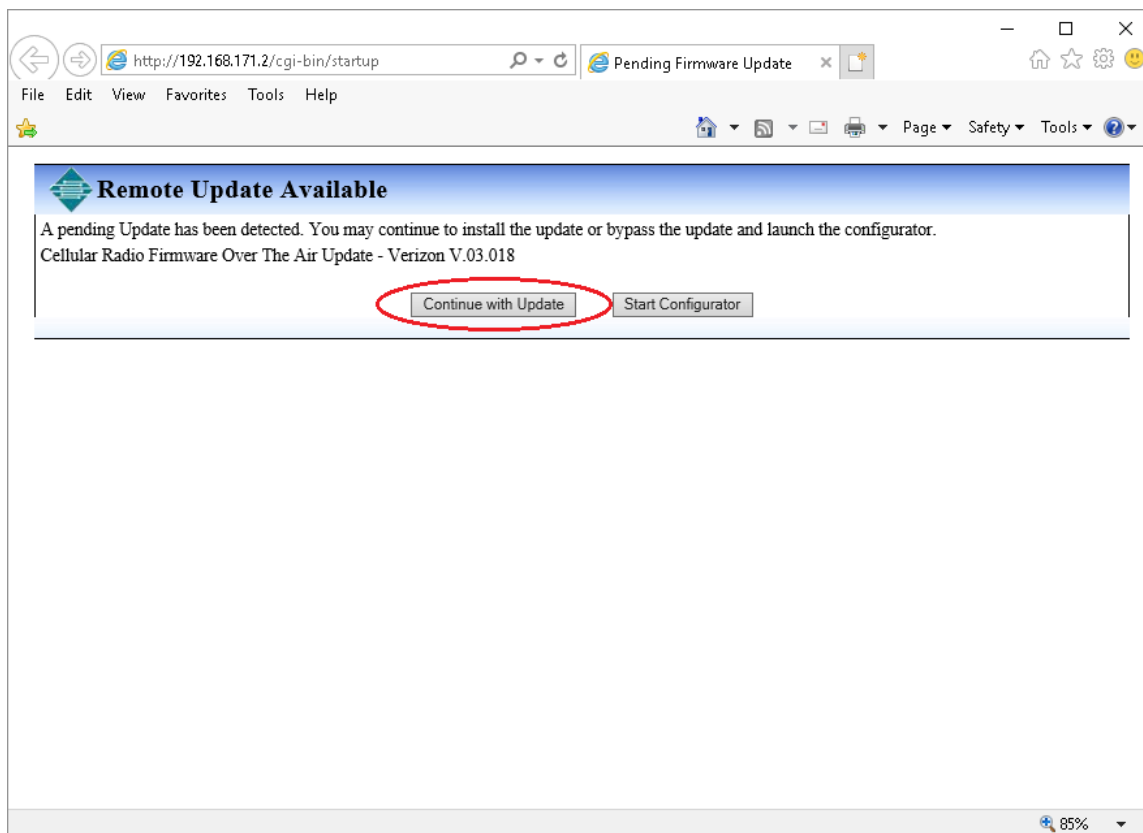 http://192.168.171.2/cgi-bin/startup
Pending Firmware Update
File Edit View Favorites Tools Help
Page Safety Tools
Remote Update Available
A pending Update has been detected. You may continue to install the update or bypass the update and launch the configurator.
Cellular Radio Firmware Over The Air Update - Verizon V.03.018
Continue with Update Start Configurator
85%